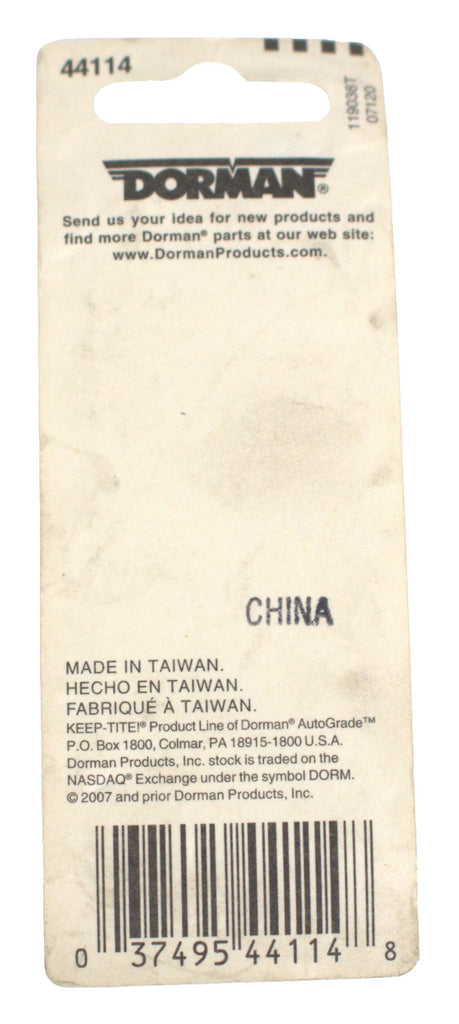 44114
119038T
07120
DORMAN®
Send us your idea for new products and
find more Dorman® parts at our web site:
www.DormanProducts.com.
CHINA
MADE IN TAIWAN.
HECHO EN TAIWAN.
FABRIQUÉ À TAIWAN.
KEEP-TITE!® Product Line of Dorman® AutoGrade™
P.O. Box 1800, Colmar, PA 18915-1800 U.S.A.
Dorman Products, Inc. stock is traded on the
NASDAQ® Exchange under the symbol DORM.
© 2007 and prior Dorman Products, Inc.
0 37495 44114 8